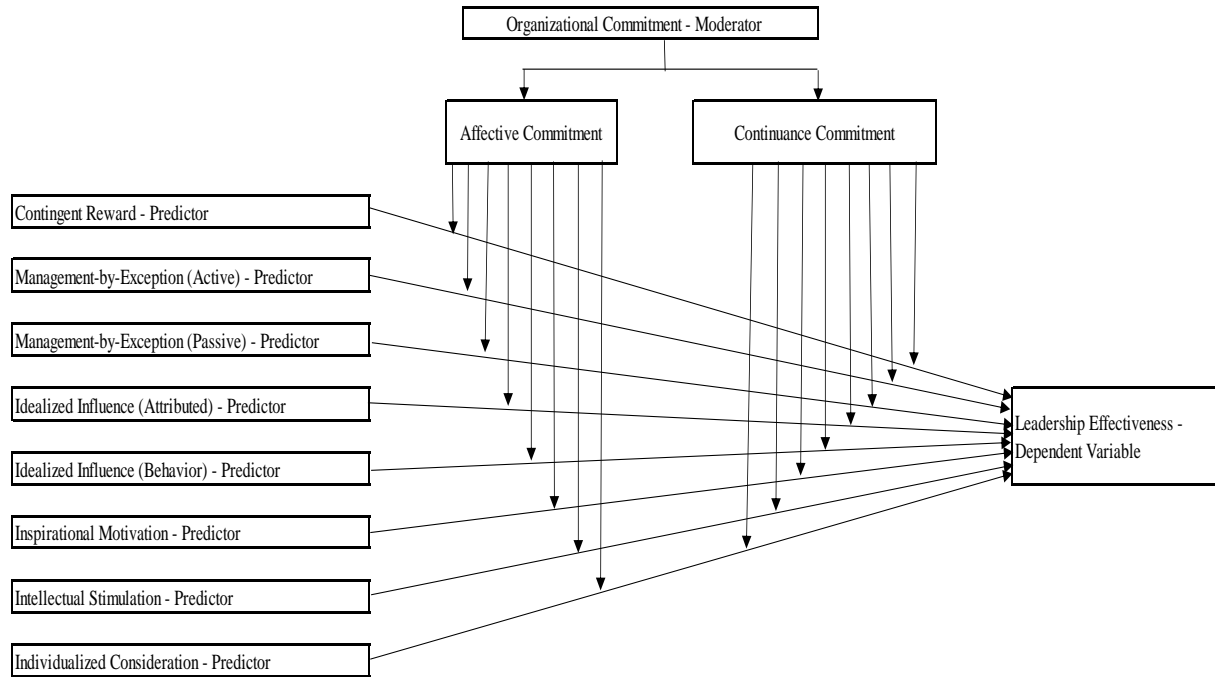 Organizational Commitment - Moderator
Affective Commitment
Continuance Commitment
Contingent Reward - Predictor
Management-by-Exception (Active) - Predictor
Management-by-Exception (Passive) - Predictor
Idealized Influence (Attributed) - Predictor
Idealized Influence (Behavior) - Predictor
Inspirational Motivation - Predictor
Intellectual Stimulation - Predictor
Individualized Consideration - Predictor
Leadership Effectiveness -
Dependent Variable